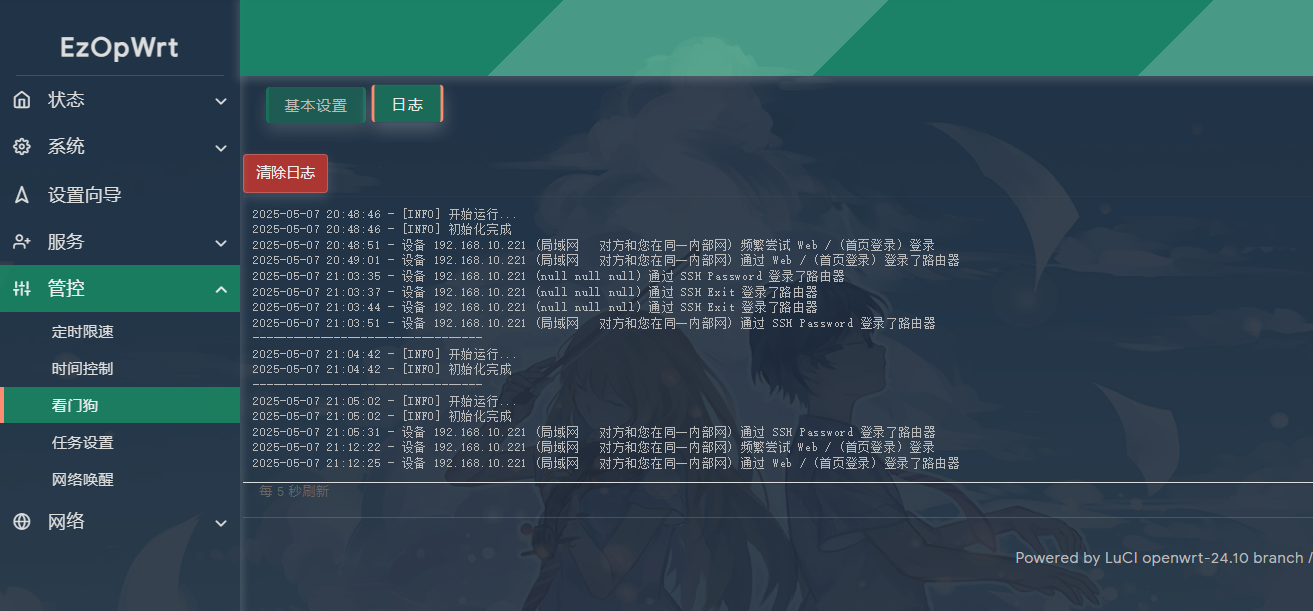 EzOpWrt
状态
系统
设置向导
服务
管控
定时限速
时间控制
看门狗
任务设置
网络唤醒
网络
基本设置
日志
清除日志
2025-05-07 20:48:46 - [INFO] 开始运行...
2025-05-07 20:48:46 - [INFO] 初始化完成
2025-05-07 20:48:51 - 设备 192.168.10.221 (局域网   对方和您在同一内部网) 频繁尝试 Web / (首页登录) 登录
2025-05-07 20:49:01 - 设备 192.168.10.221 (局域网   对方和您在同一内部网) 通过 Web / (首页登录) 登录了路由器
2025-05-07 21:03:35 - 设备 192.168.10.221 (null null null) 通过 SSH Password 登录了路由器
2025-05-07 21:03:37 - 设备 192.168.10.221 (null null null) 通过 SSH Exit 登录了路由器
2025-05-07 21:03:44 - 设备 192.168.10.221 (null null null) 通过 SSH Exit 登录了路由器
2025-05-07 21:03:51 - 设备 192.168.10.221 (局域网   对方和您在同一内部网) 通过 SSH Password 登录了路由器
----------------------------------
2025-05-07 21:04:42 - [INFO] 开始运行...
2025-05-07 21:04:42 - [INFO] 初始化完成
----------------------------------
2025-05-07 21:05:02 - [INFO] 开始运行...
2025-05-07 21:05:02 - [INFO] 初始化完成
2025-05-07 21:05:31 - 设备 192.168.10.221 (局域网   对方和您在同一内部网) 通过 SSH Password 登录了路由器
2025-05-07 21:12:22 - 设备 192.168.10.221 (局域网   对方和您在同一内部网) 频繁尝试 Web / (首页登录) 登录
2025-05-07 21:12:25 - 设备 192.168.10.221 (局域网   对方和您在同一内部网) 通过 Web / (首页登录) 登录了路由器
每 5 秒刷新
Powered by LuCI openwrt-24.10 branch /